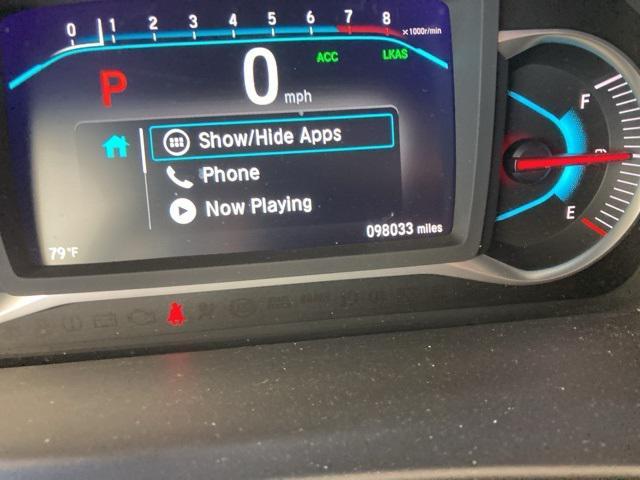 0 1 2 3 4 5 6 7 8 ×1000r/min
P 0 mph ACC LKAS
Show/Hide Apps
Phone
Now Playing
79°F 098033 miles
F
E